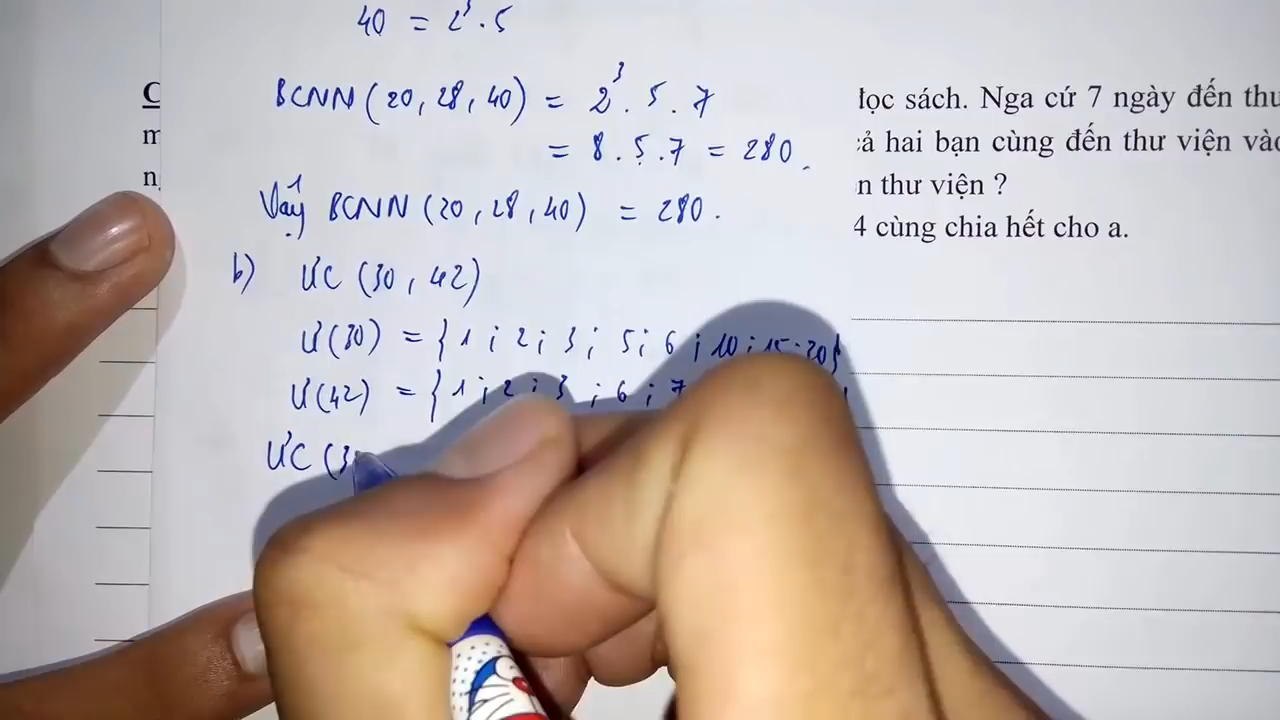 40 = 2³ . 5
BCNN (20, 28, 40) = 2³ . 5 . 7
= 8 . 5 . 7 = 280 .
Vậy BCNN (20, 28, 40) = 280 .
b) ƯC (30, 42)
Ư(30) = { 1 ; 2 ; 3 ; 5 ; 6 ; 10 ; 15 ; 30}
Ư(42) = { 1 ; 2 ; 3 ; 6 ; 7
ƯC (3
C
m
n
đọc sách. Nga cứ 7 ngày đến thư
cả hai bạn cùng đến thư viện vào
n thư viện ?
4 cùng chia hết cho a.